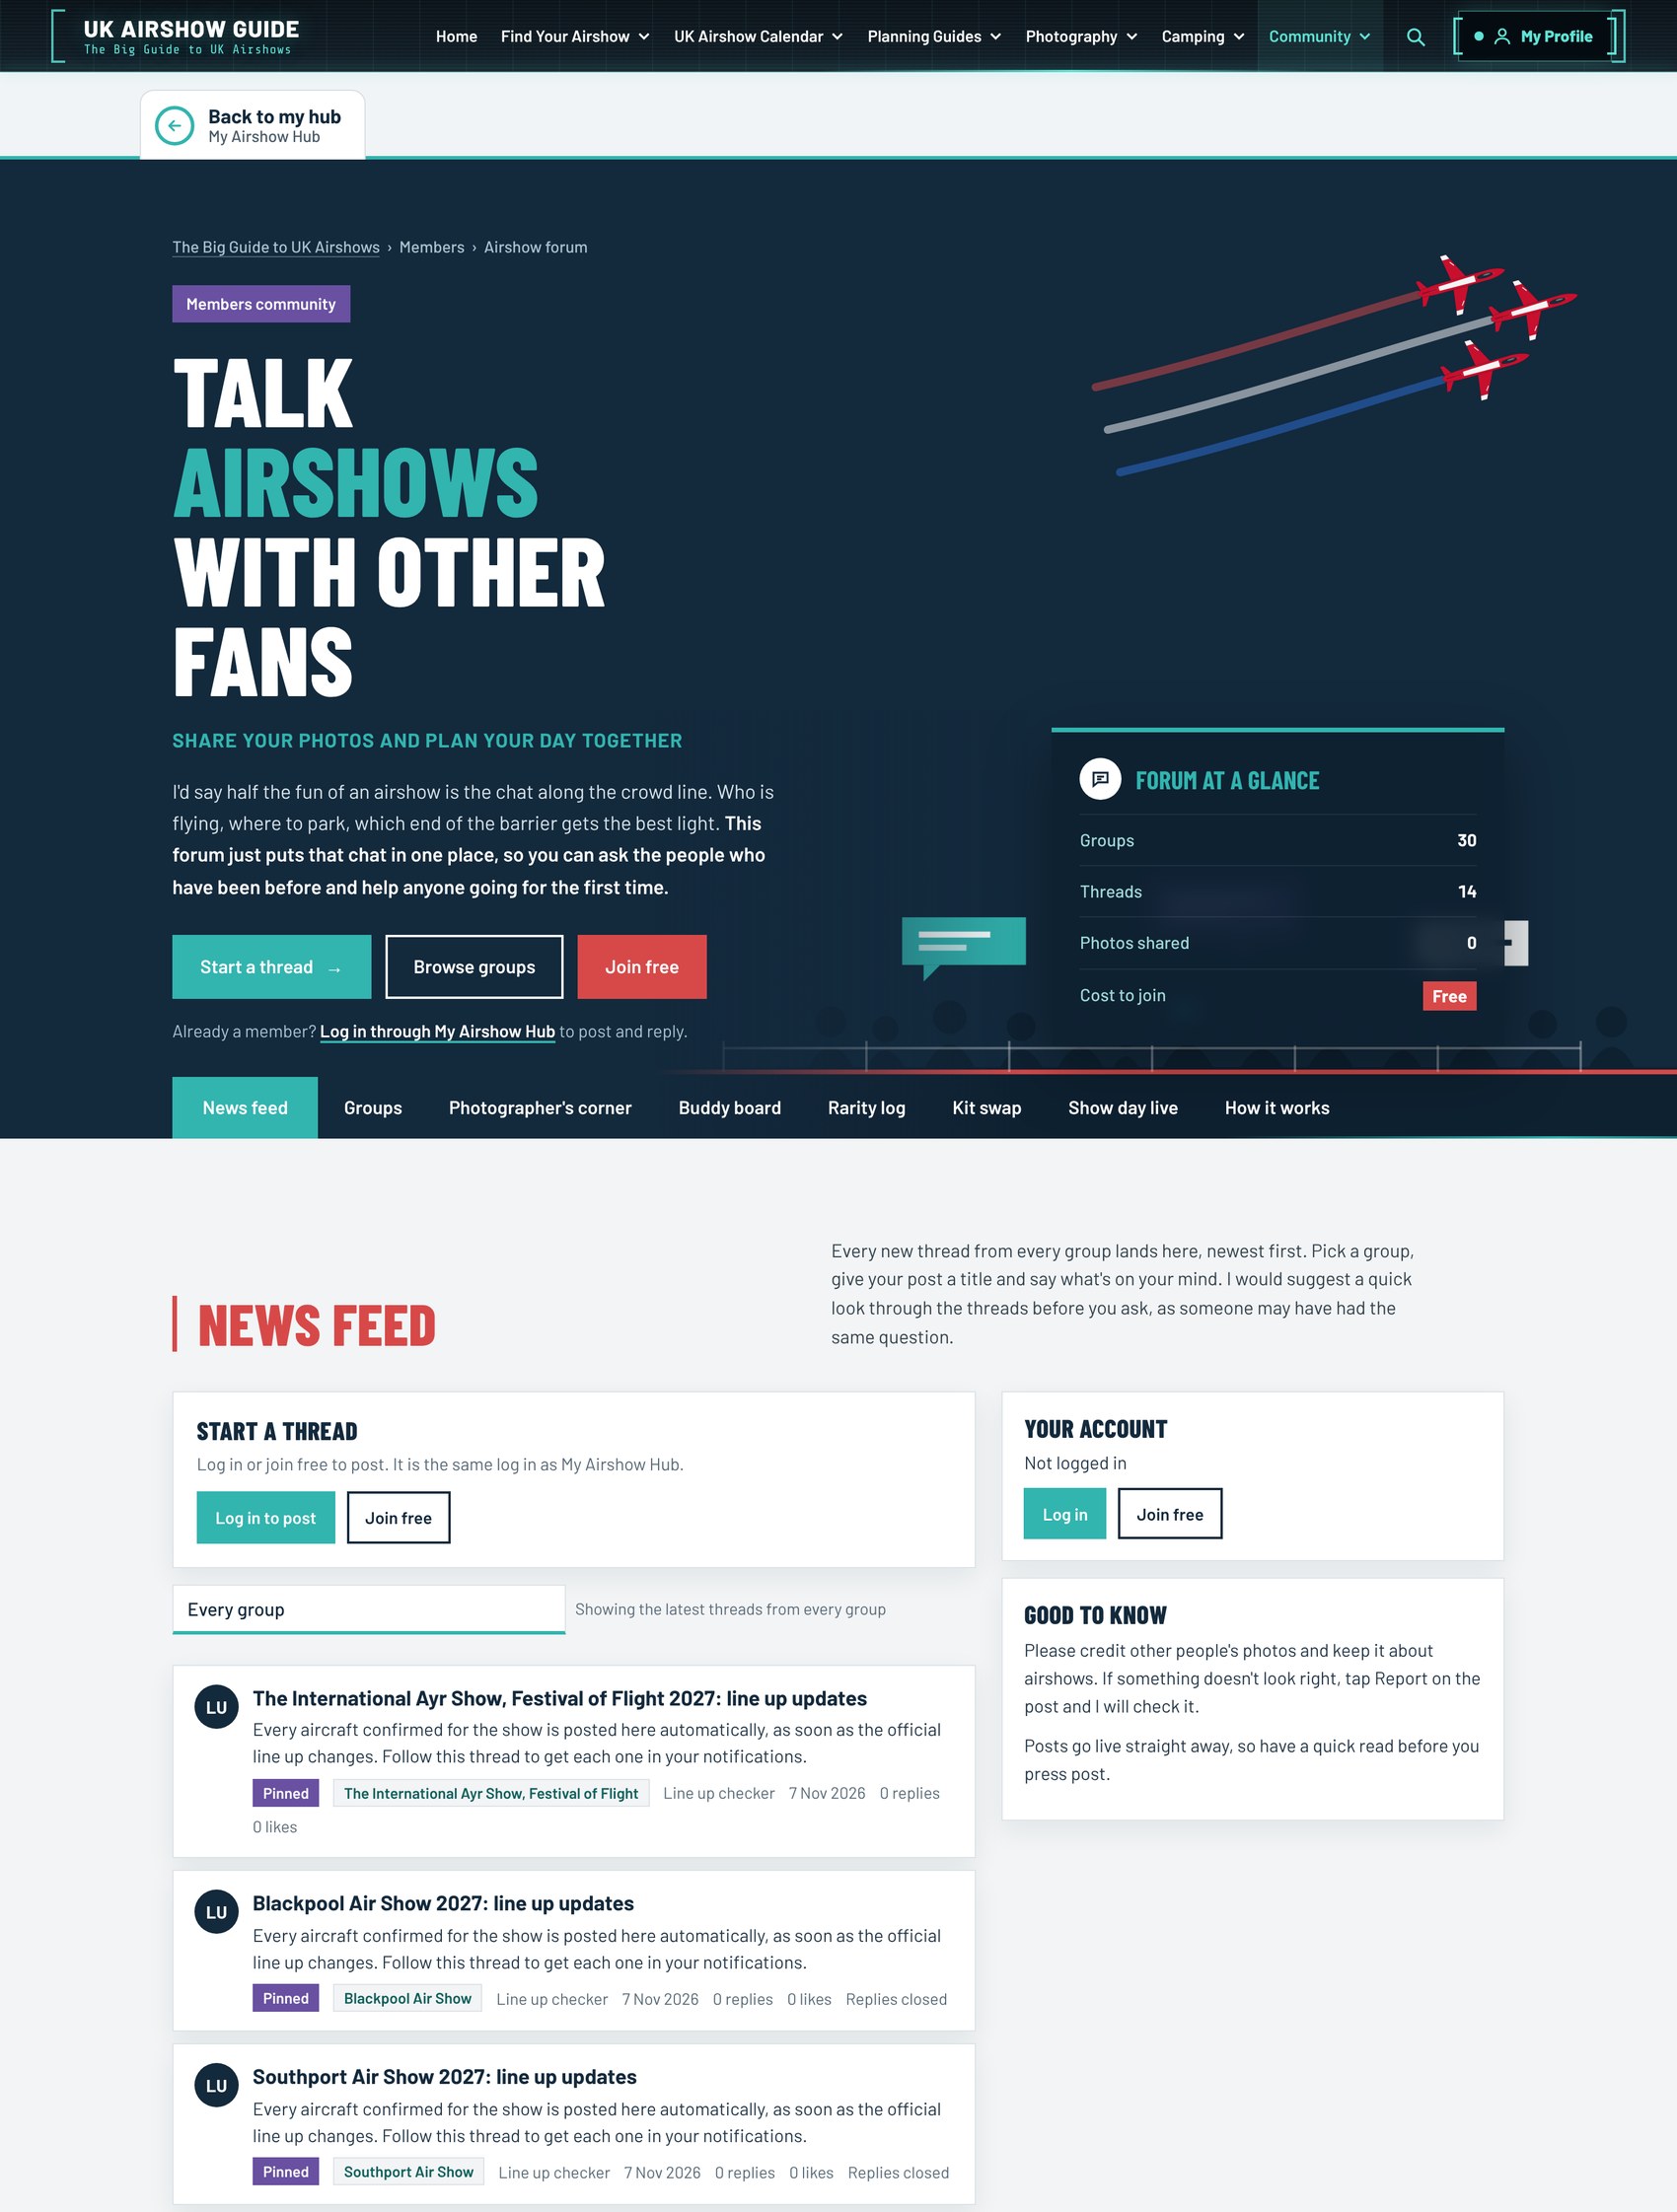 UK AIRSHOW GUIDE
The Big Guide to UK Airshows
Home Find Your Airshow UK Airshow Calendar Planning Guides Photography Camping Community My Profile
Back to my hub
My Airshow Hub
The Big Guide to UK Airshows › Members › Airshow forum
Members community
TALK
AIRSHOWS
WITH OTHER
FANS
SHARE YOUR PHOTOS AND PLAN YOUR DAY TOGETHER
I'd say half the fun of an airshow is the chat along the crowd line. Who is
flying, where to park, which end of the barrier gets the best light. This
forum just puts that chat in one place, so you can ask the people who
have been before and help anyone going for the first time.
Start a thread → Browse groups Join free
Already a member? Log in through My Airshow Hub to post and reply.
FORUM AT A GLANCE
Groups 30
Threads 14
Photos shared 0
Cost to join Free
News feed Groups Photographer's corner Buddy board Rarity log Kit swap Show day live How it works
NEWS FEED
Every new thread from every group lands here, newest first. Pick a group,
give your post a title and say what's on your mind. I would suggest a quick
look through the threads before you ask, as someone may have had the
same question.
START A THREAD
Log in or join free to post. It is the same log in as My Airshow Hub.
Log in to post Join free
Every group Showing the latest threads from every group
LU
The International Ayr Show, Festival of Flight 2027: line up updates
Every aircraft confirmed for the show is posted here automatically, as soon as the official
line up changes. Follow this thread to get each one in your notifications.
Pinned The International Ayr Show, Festival of Flight Line up checker 7 Nov 2026 0 replies
0 likes
LU
Blackpool Air Show 2027: line up updates
Every aircraft confirmed for the show is posted here automatically, as soon as the official
line up changes. Follow this thread to get each one in your notifications.
Pinned Blackpool Air Show Line up checker 7 Nov 2026 0 replies 0 likes Replies closed
LU
Southport Air Show 2027: line up updates
Every aircraft confirmed for the show is posted here automatically, as soon as the official
line up changes. Follow this thread to get each one in your notifications.
Pinned Southport Air Show Line up checker 7 Nov 2026 0 replies 0 likes Replies closed
YOUR ACCOUNT
Not logged in
Log in Join free
GOOD TO KNOW
Please credit other people's photos and keep it about
airshows. If something doesn't look right, tap Report on the
post and I will check it.
Posts go live straight away, so have a quick read before you
press post.